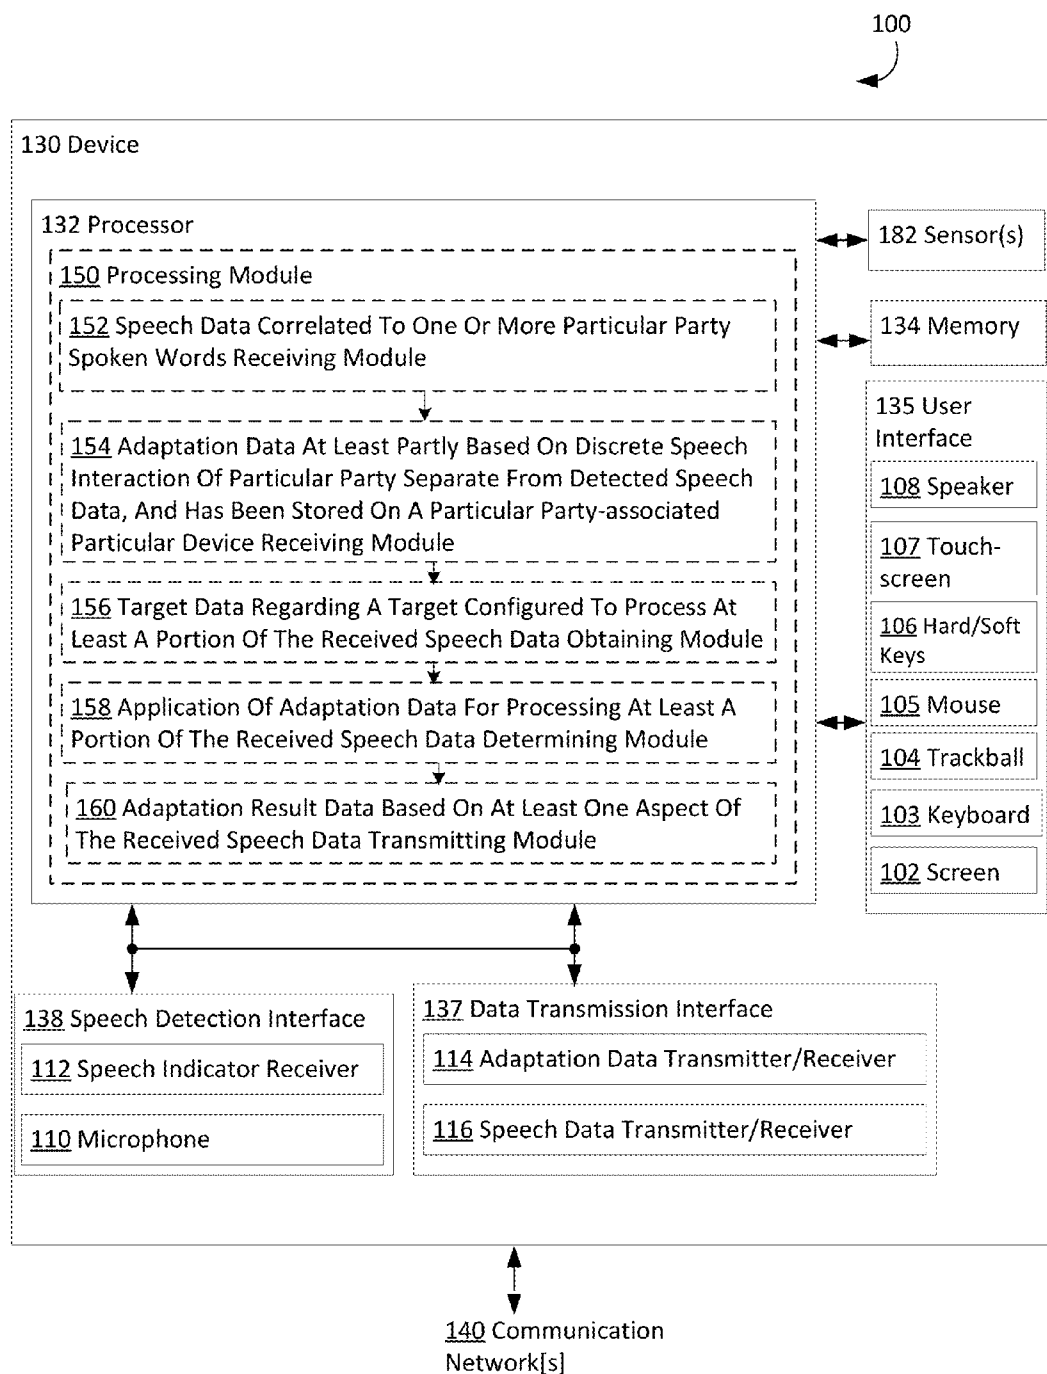 100
130 Device
132 Processor
150 Processing Module
152 Speech Data Correlated To One Or More Particular Party
Spoken Words Receiving Module
154 Adaptation Data At Least Partly Based On Discrete Speech
Interaction Of Particular Party Separate From Detected Speech
Data, And Has Been Stored On A Particular Party-associated
Particular Device Receiving Module
156 Target Data Regarding A Target Configured To Process At
Least A Portion Of The Received Speech Data Obtaining Module
158 Application Of Adaptation Data For Processing At Least A
Portion Of The Received Speech Data Determining Module
160 Adaptation Result Data Based On At Least One Aspect Of
The Received Speech Data Transmitting Module
182 Sensor(s)
134 Memory
135 User
Interface
108 Speaker
107 Touch-
screen
106 Hard/Soft
Keys
105 Mouse
104 Trackball
103 Keyboard
102 Screen
138 Speech Detection Interface
112 Speech Indicator Receiver
110 Microphone
137 Data Transmission Interface
114 Adaptation Data Transmitter/Receiver
116 Speech Data Transmitter/Receiver
140 Communication
Network[s]